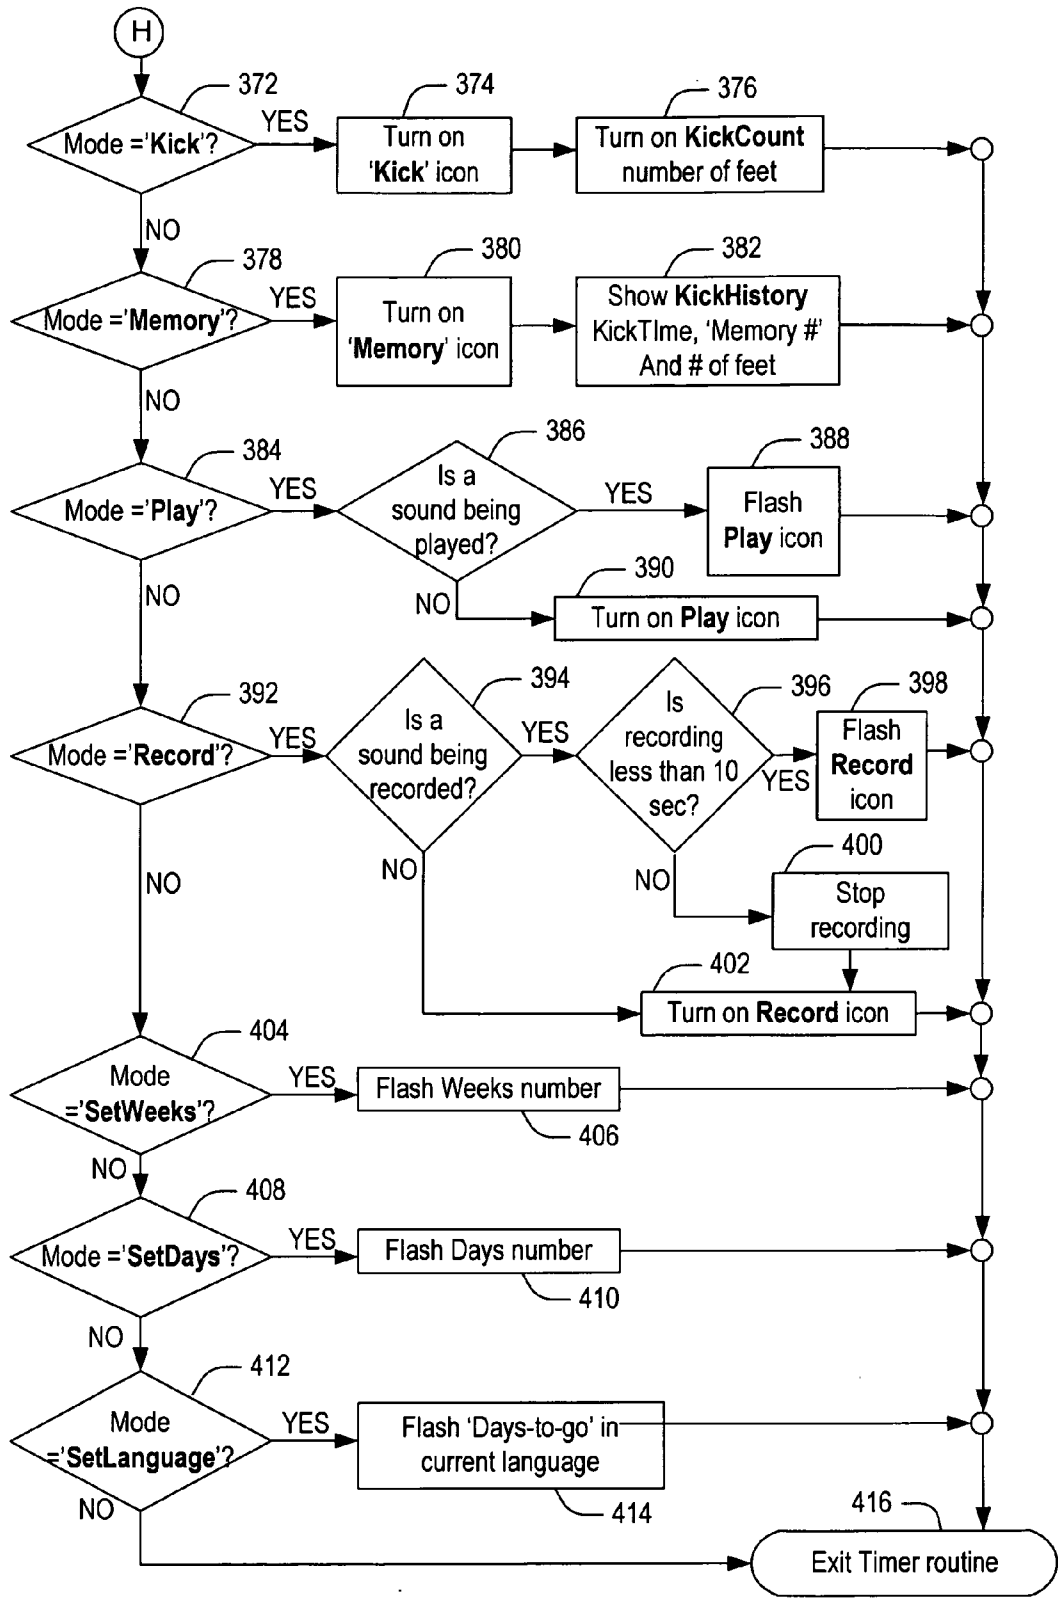 H
372
374
376
Mode ='Kick'?
YES
Turn on
'Kick' icon
Turn on KickCount
number of feet
NO
378
380
382
Mode ='Memory'?
YES
Turn on
'Memory' icon
Show KickHistory
KickTIme, 'Memory #'
And # of feet
NO
384
386
388
Mode ='Play'?
YES
Is a
sound being
played?
YES
Flash
Play icon
NO
NO
390
Turn on Play icon
392
394
396
398
Mode ='Record'?
YES
Is a
sound being
recorded?
YES
Is
recording
less than 10
sec?
YES
Flash
Record
icon
NO
NO
NO
400
Stop
recording
402
Turn on Record icon
404
Mode
='SetWeeks'?
YES
Flash Weeks number
406
NO
408
Mode ='SetDays'?
YES
Flash Days number
410
NO
412
Mode
='SetLanguage'?
YES
Flash 'Days-to-go' in
current language
414
NO
416
Exit Timer routine